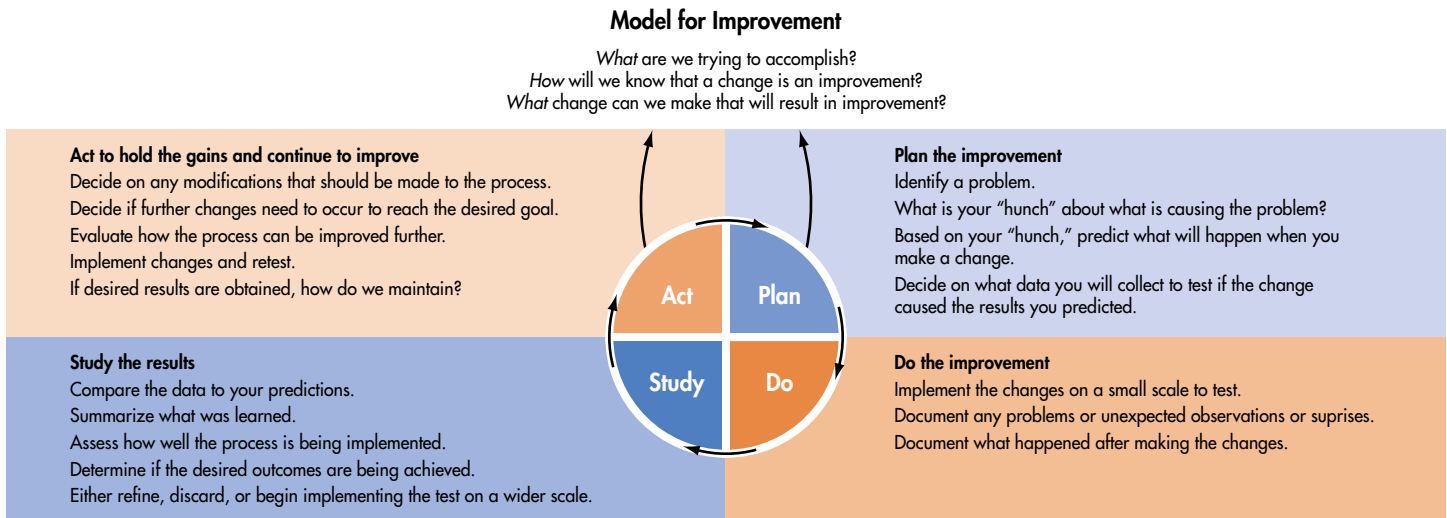 Model for Improvement
What are we trying to accomplish?
How will we know that a change is an improvement?
What change can we make that will result in improvement?
Act to hold the gains and continue to improve
Decide on any modifications that should be made to the process.
Decide if further changes need to occur to reach the desired goal.
Evaluate how the process can be improved further.
Implement changes and retest.
If desired results are obtained, how do we maintain?
Plan the improvement
Identify a problem.
What is your “hunch” about what is causing the problem?
Based on your “hunch,” predict what will happen when you
make a change.
Decide on what data you will collect to test if the change
caused the results you predicted.
Act
Plan
Study
Do
Study the results
Compare the data to your predictions.
Summarize what was learned.
Assess how well the process is being implemented.
Determine if the desired outcomes are being achieved.
Either refine, discard, or begin implementing the test on a wider scale.
Do the improvement
Implement the changes on a small scale to test.
Document any problems or unexpected observations or suprises.
Document what happened after making the changes.